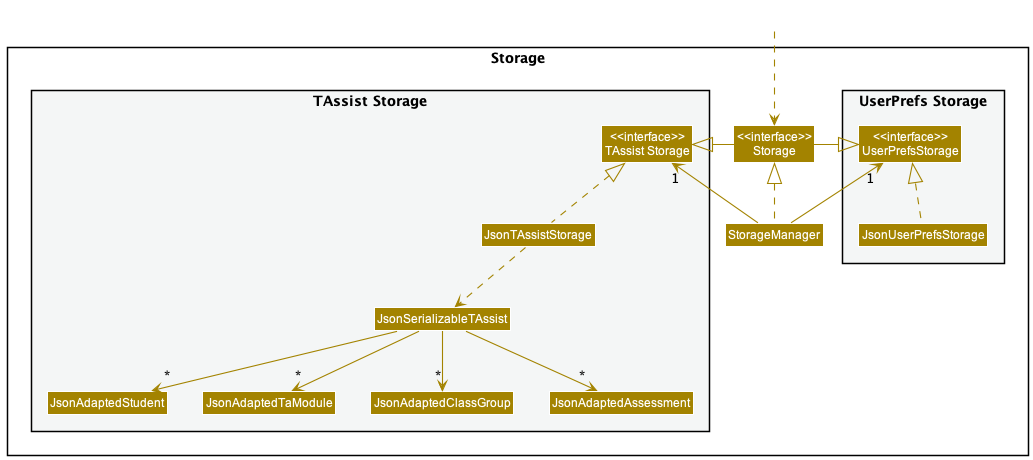 Storage
TAssist Storage
UserPrefs Storage
<<interface>>
TAssist Storage
<<interface>>
Storage
<<interface>>
UserPrefsStorage
1
1
JsonTAssistStorage
StorageManager
JsonUserPrefsStorage
JsonSerializableTAssist
*
*
*
*
JsonAdaptedStudent
JsonAdaptedTaModule
JsonAdaptedClassGroup
JsonAdaptedAssessment